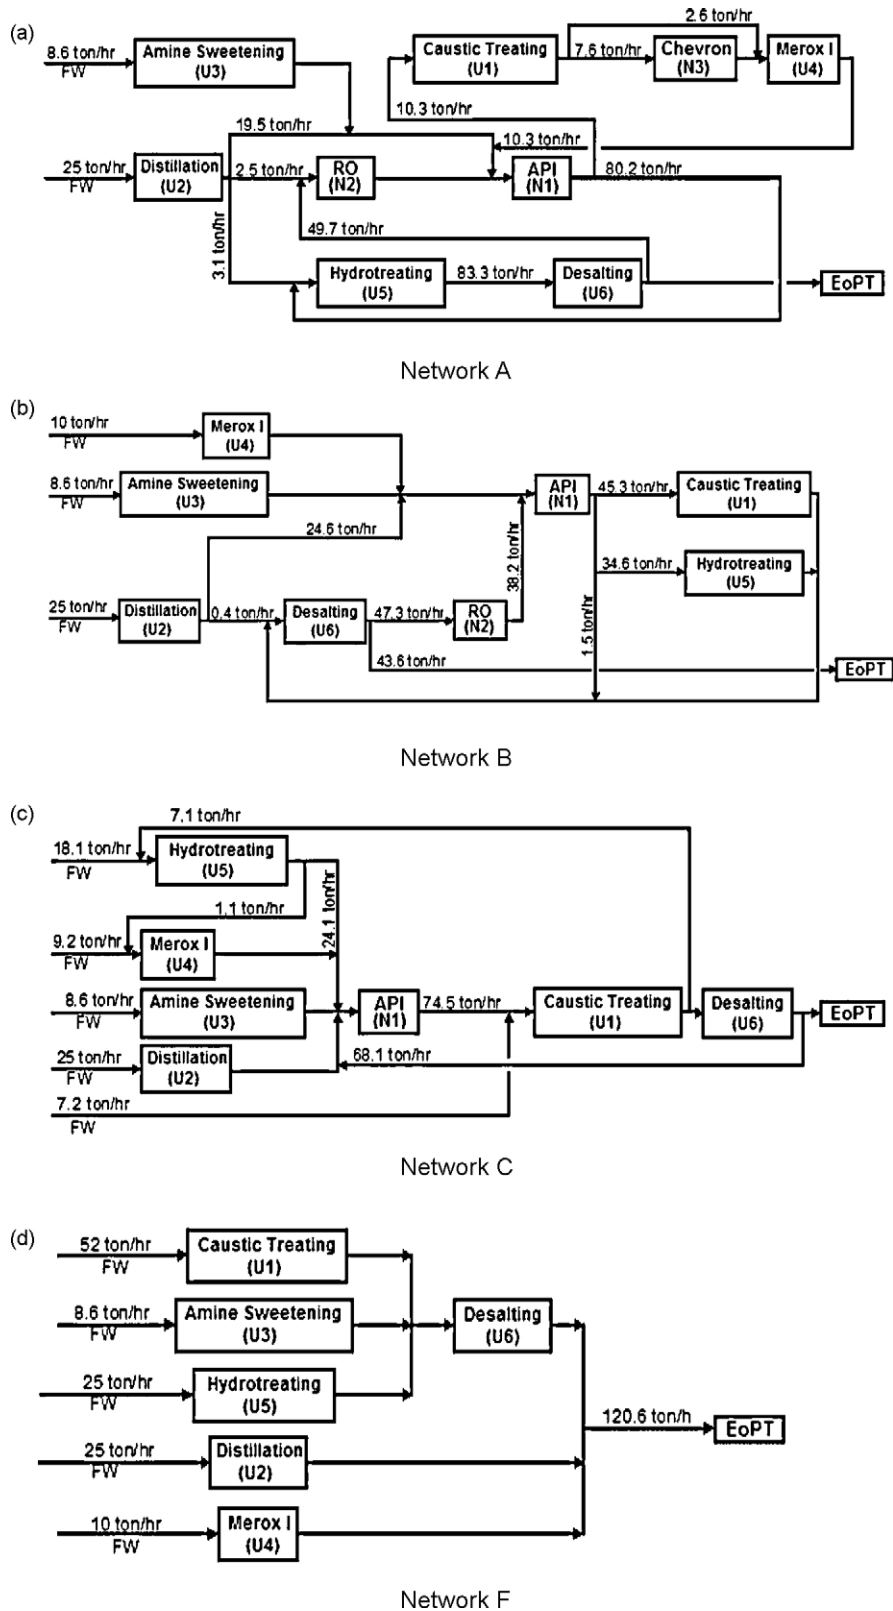 (a)
2.6 ton/hr
8.6 ton/hr
FW
Amine Sweetening
(U3)
Caustic Treating
(U1)
7.6 ton/hr
Chevron
(N3)
Merox I
(U4)
10.3 ton/hr
19.5 ton/hr
10.3 ton/hr
25 ton/hr
FW
Distillation
(U2)
2.5 ton/hr
RO
(N2)
API
(N1)
80.2 ton/hr
3.1 ton/hr
49.7 ton/hr
Hydrotreating
(U5)
83.3 ton/hr
Desalting
(U6)
EoPT
Network A
(b)
10 ton/hr
FW
Merox I
(U4)
8.6 ton/hr
FW
Amine Sweetening
(U3)
API
(N1)
45.3 ton/hr
Caustic Treating
(U1)
24.6 ton/hr
38.2 ton/hr
34.6 ton/hr
Hydrotreating
(U5)
25 ton/hr
FW
Distillation
(U2)
0.4 ton/hr
Desalting
(U6)
47.3 ton/hr
RO
(N2)
1.5 ton/hr
43.6 ton/hr
EoPT
Network B
(c)
7.1 ton/hr
18.1 ton/hr
FW
Hydrotreating
(U5)
1.1 ton/hr
24.1 ton/hr
9.2 ton/hr
FW
Merox I
(U4)
8.6 ton/hr
FW
Amine Sweetening
(U3)
API
(N1)
74.5 ton/hr
Caustic Treating
(U1)
Desalting
(U6)
EoPT
25 ton/hr
FW
Distillation
(U2)
68.1 ton/hr
7.2 ton/hr
FW
Network C
(d)
52 ton/hr
FW
Caustic Treating
(U1)
8.6 ton/hr
FW
Amine Sweetening
(U3)
Desalting
(U6)
25 ton/hr
FW
Hydrotreating
(U5)
120.6 ton/h
EoPT
25 ton/hr
FW
Distillation
(U2)
10 ton/hr
FW
Merox I
(U4)
Network F